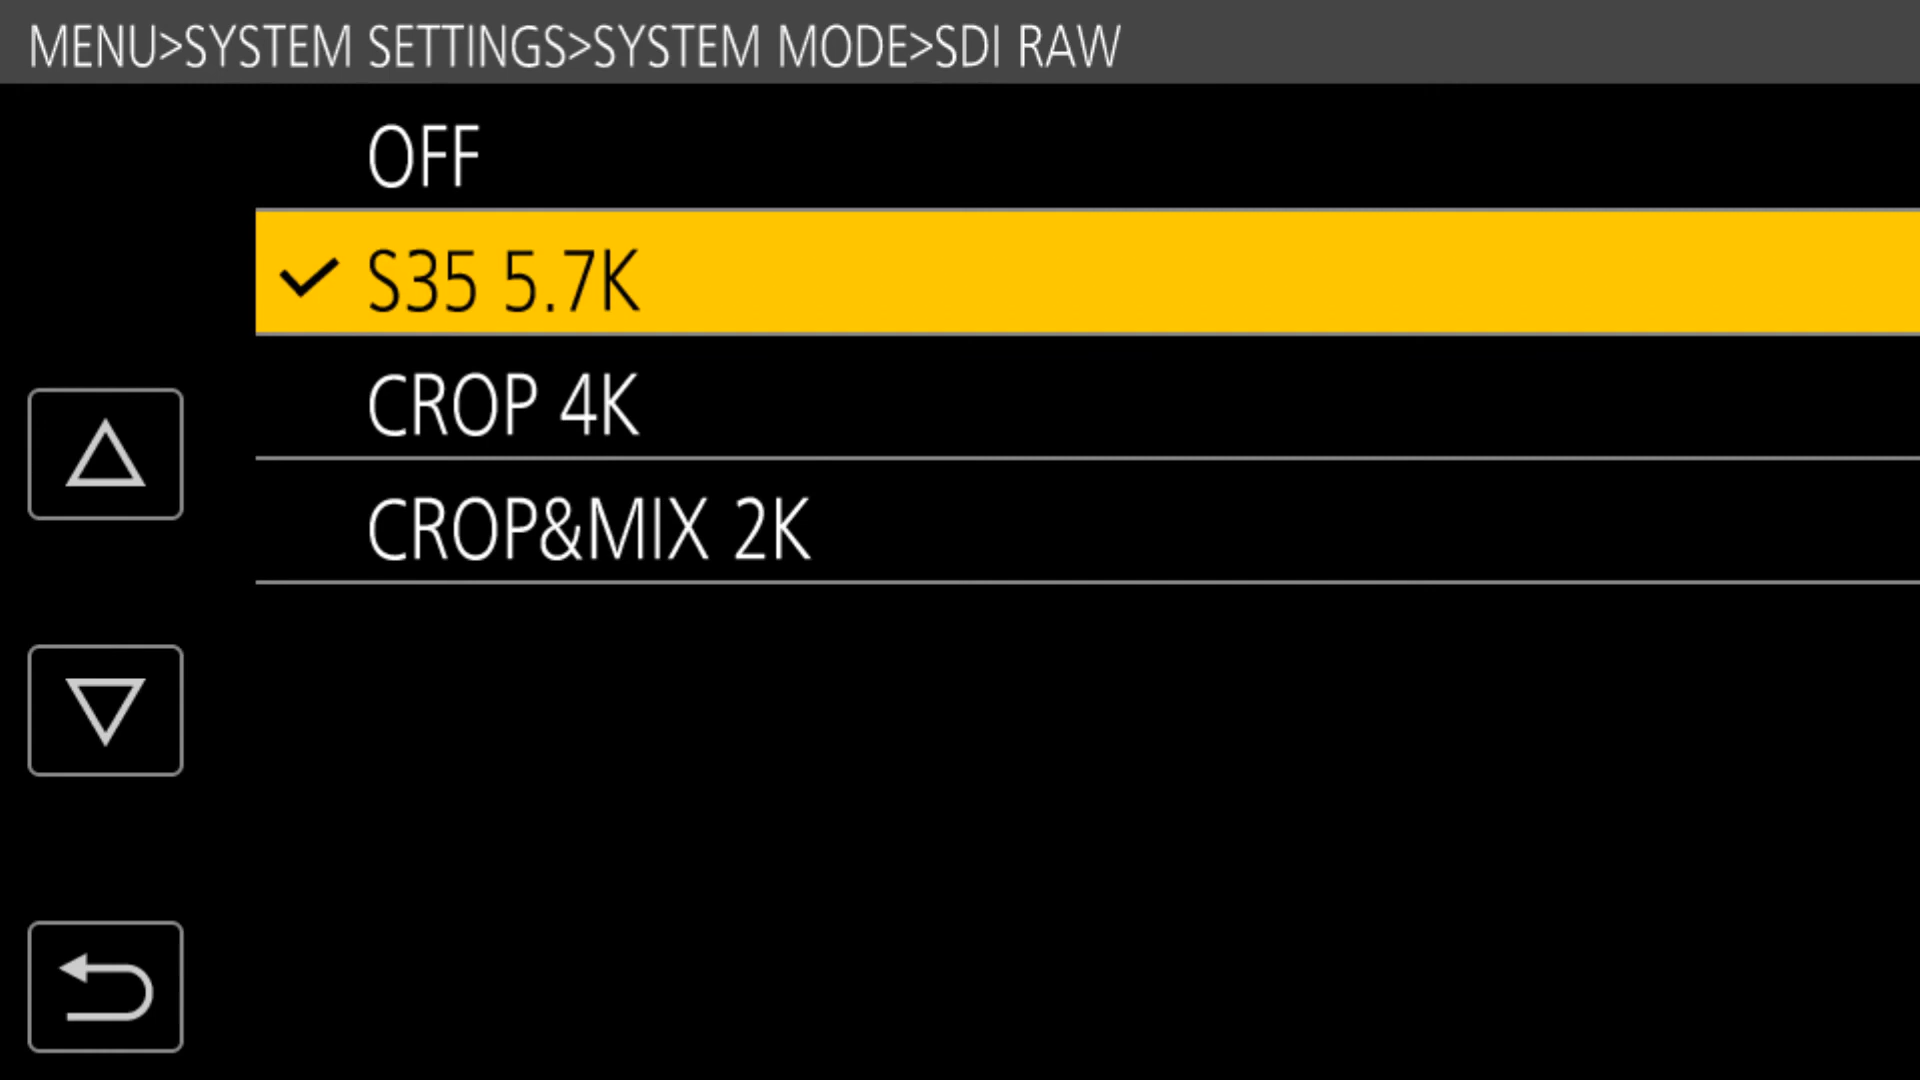 MENU>SYSTEM SETTINGS>SYSTEM MODE>SDI RAW
OFF
S35 5.7K
CROP 4K
CROP&MIX 2K